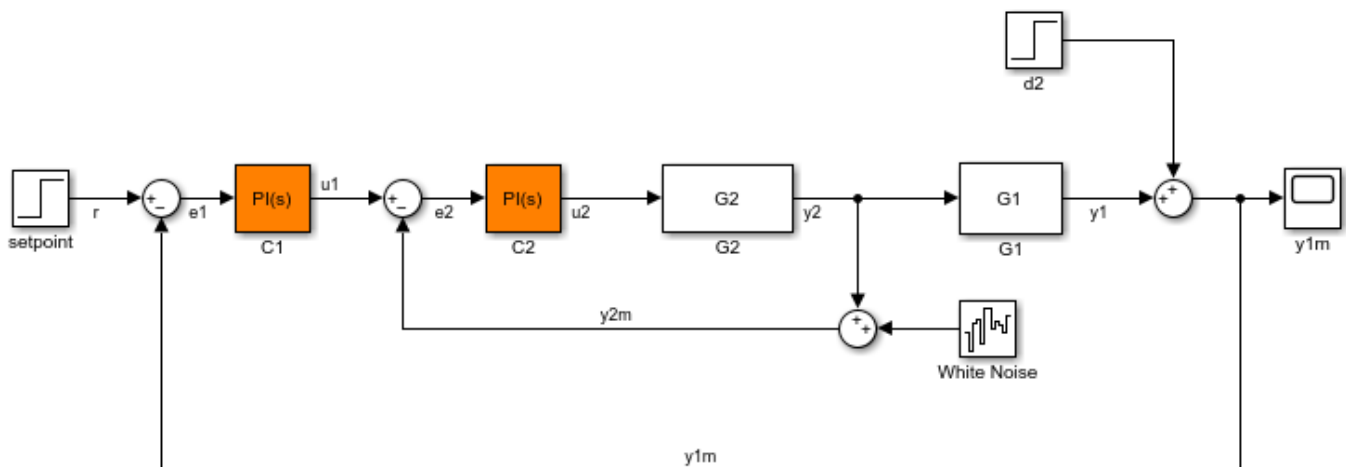 d2
PI(s)
u1
PI(s)
G2
G1
r
e1
e2
u2
y2
y1
setpoint
C1
C2
G2
G1
y1m
y2m
White Noise
y1m